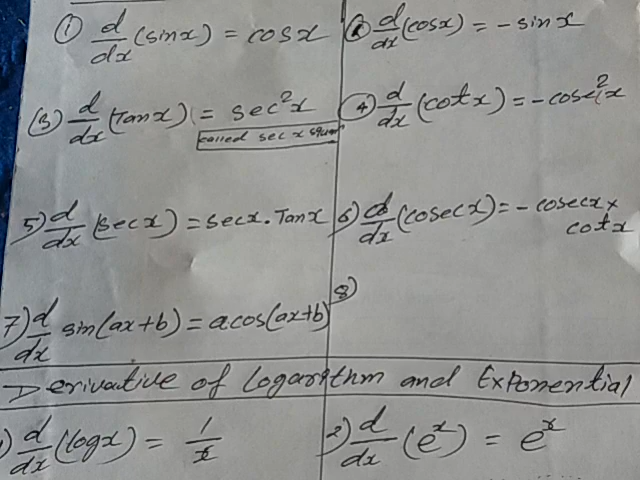 ① d/dx (sinx) = cosx
② d/dx (cosx) = - sinx
(3) d/dx (Tanx) = sec²x
called sec x square
④ d/dx (cotx) = - cosec²x
5) d/dx (secx) = secx. Tanx
6) d/dx (cosecx) = - cosecx x
cotx
7) d/dx sin(ax+b) = acos(ax+b)
8)
Derivative of Logarithm and Exponential
1) d/dx (logx) = 1/x
2) d/dx (eˣ) = eˣ